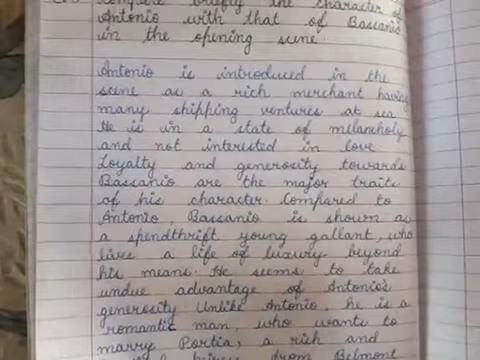 compare briefly the character of
Antonio with that of Bassanio
in the opening scene.
Antonio is introduced in the
scene as a rich merchant having
many shipping ventures at sea
He is in a state of melancholy
and not interested in love.
Loyalty and generosity towards
Bassanio are the major traits
of his character. Compared to
Antonio, Bassanio is shown as
a spendthrift young gallant, who
live a life of luxury beyond
his means. He seems to take
undue advantage of Antonio's
generosity Unlike Antonio, he is a
romantic man, who wants to
marry Portia, a rich and
heiress from Belmont